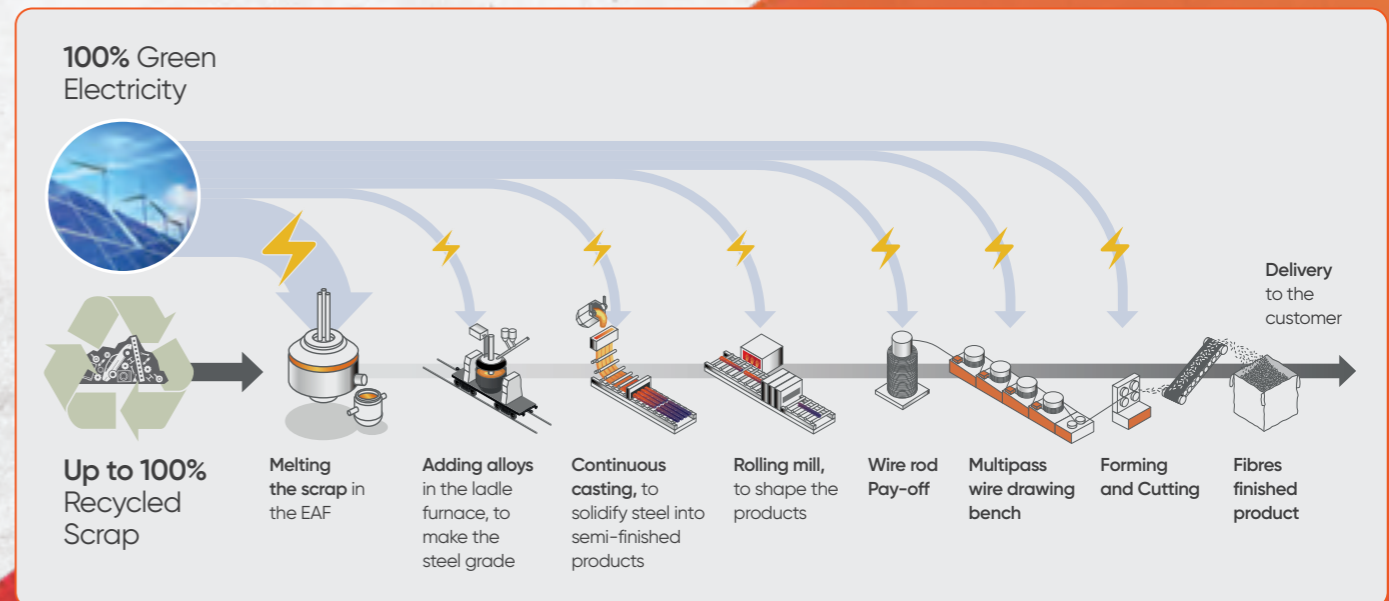 100% Green
Electricity
Delivery
to the
customer
Up to 100%
Recycled
Scrap
Melting
the scrap in
the EAF
Adding alloys
in the ladle
furnace, to
make the
steel grade
Continuous
casting, to
solidify steel into
semi-finished
products
Rolling mill,
to shape the
products
Wire rod
Pay-off
Multipass
wire drawing
bench
Forming
and Cutting
Fibres
finished
product